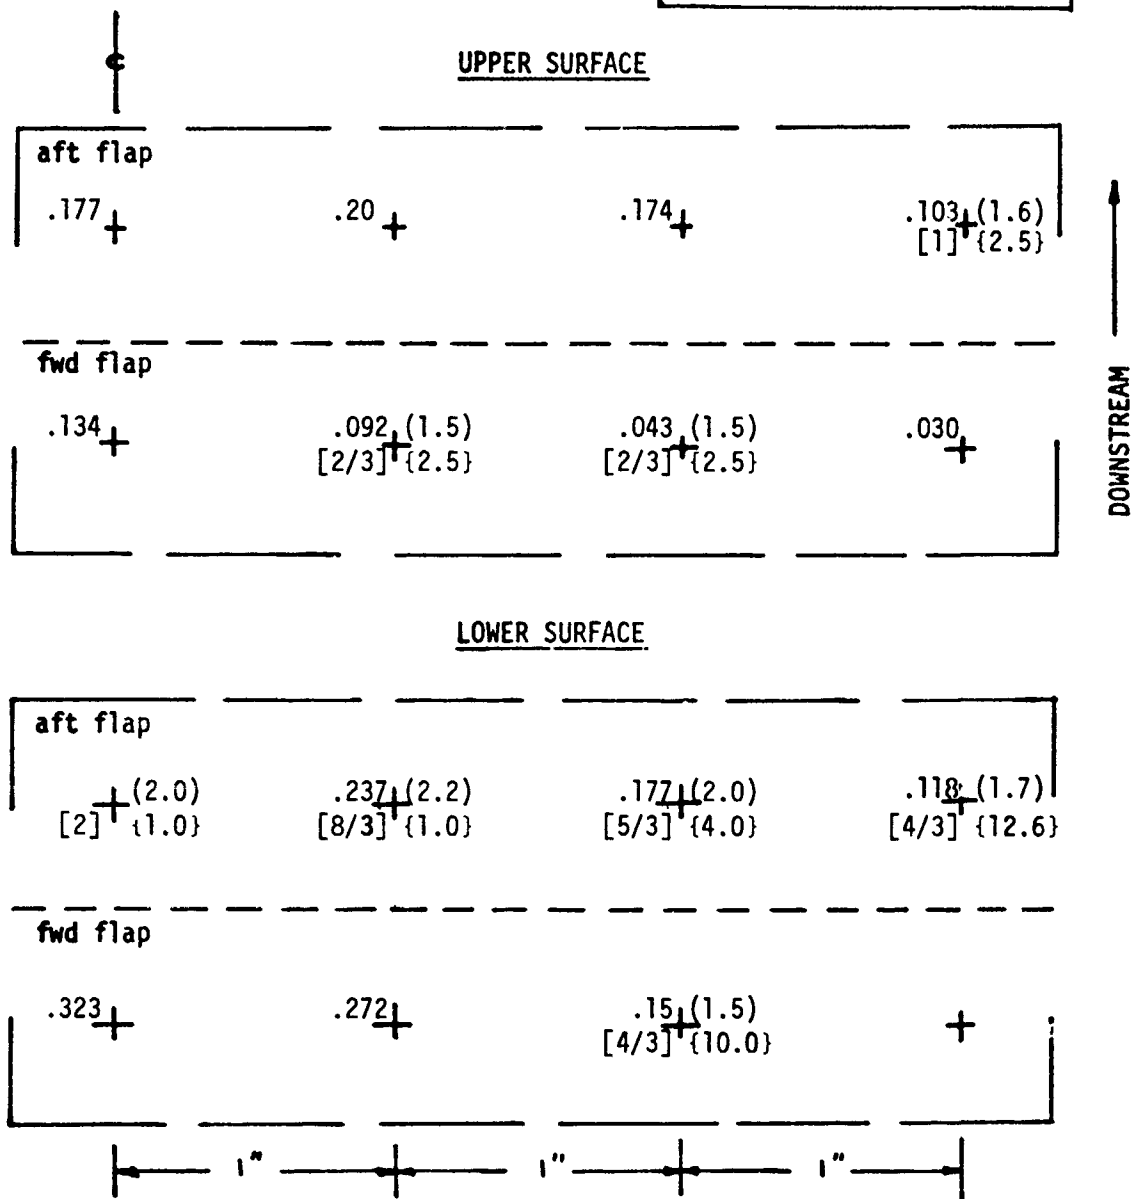 UPPER SURFACE
aft flap
.177
.20
.174
.103 (1.6)
[1] {2.5}
fwd flap
.134
.092 (1.5)
[2/3] {2.5}
.043 (1.5)
[2/3] {2.5}
.030
DOWNSTREAM
LOWER SURFACE
aft flap
(2.0)
[2] {1.0}
.237 (2.2)
[8/3] {1.0}
.177 (2.0)
[5/3] {4.0}
.118 (1.7)
[4/3] {12.6}
fwd flap
.323
.272
.15 (1.5)
[4/3] {10.0}
1" 1" 1"